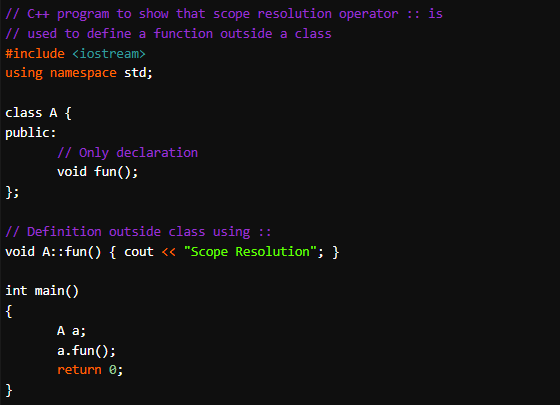 // C++ program to show that scope resolution operator :: is
// used to define a function outside a class
#include <iostream>
using namespace std;

class A {
public:
       // Only declaration
       void fun();
};

// Definition outside class using ::
void A::fun() { cout << "Scope Resolution"; }

int main()
{
       A a;
       a.fun();
       return 0;
}